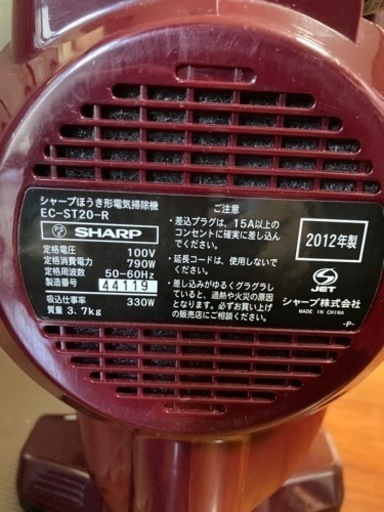 シャープほうき形電気掃除機
EC-ST20-R
SHARP
定格電圧 100V
定格消費電力 790W
定格周波数 50-60Hz
製造番号 44119
吸込仕事率 330W
質量 3.7kg
ご注意
・差込プラグは、15A以上の
コンセントに確実に差し込ん
でください。
・延長コードは、使用しないで
ください。
・差し込みがゆるくグラグラし
ていると、過熱や火災の原因
となります。必ずお買い上げ
の販売店にご相談ください。
2012年製
JET
シャープ株式会社
MADE IN CHINA
-P-